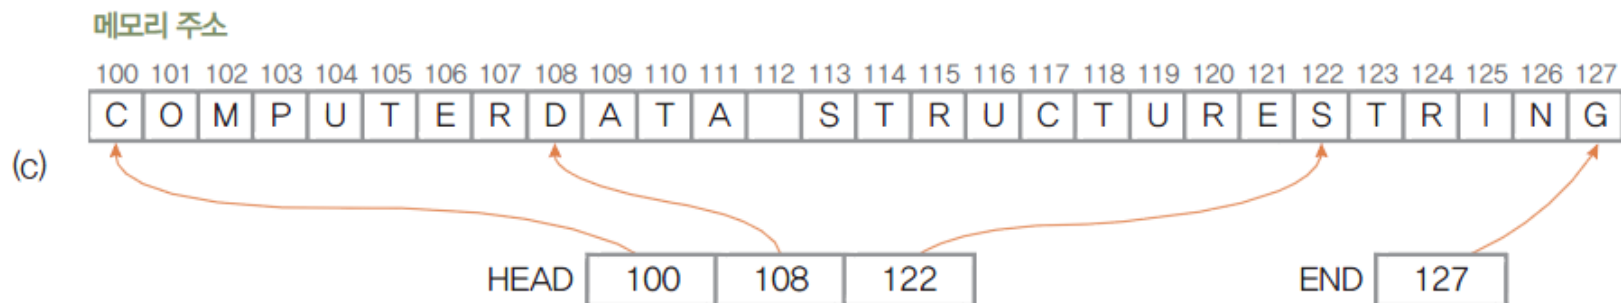 메모리 주소
100 101 102 103 104 105 106 107 108 109 110 111 112 113 114 115 116 117 118 119 120 121 122 123 124 125 126 127
C O M P U T E R D A T A S T R U C T U R E S T R I N G
(c)
HEAD 100 108 122 END 127